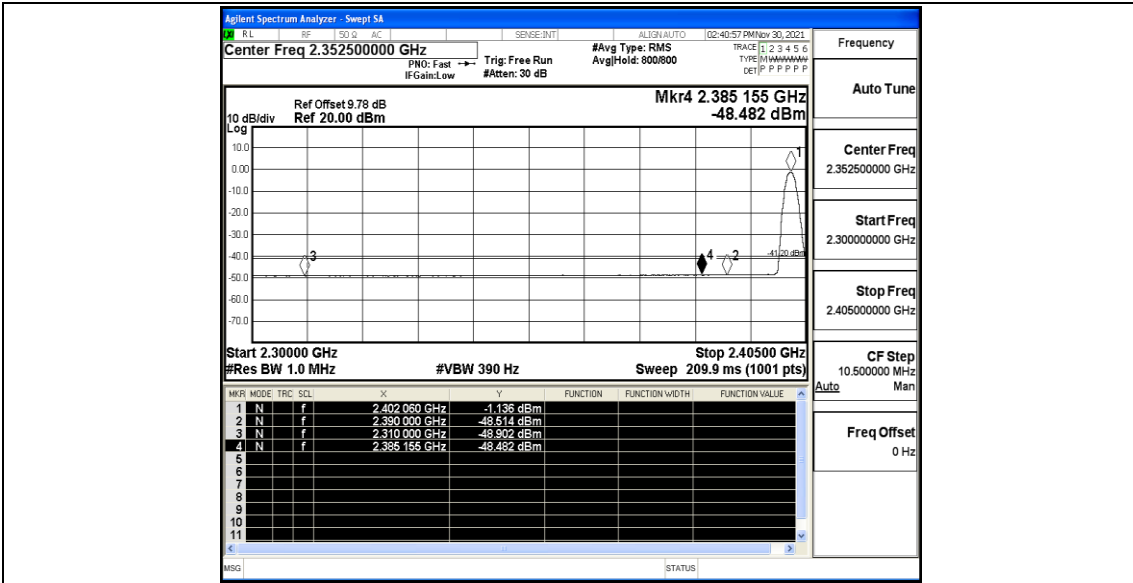 Agilent Spectrum Analyzer - Swept SA
RL RF 50 Ω AC SENSE:INT ALIGNAUTO 02:40:57 PMNov 30, 2021
Center Freq 2.352500000 GHz
PNO: Fast
IFGain:Low
Trig: Free Run
#Atten: 30 dB
#Avg Type: RMS
Avg|Hold: 800/800
TRACE 1 2 3 4 5 6
TYPE M
DET P P P P P P
Ref Offset 9.78 dB
10 dB/div Ref 20.00 dBm
Log
Mkr4 2.385 155 GHz
-48.482 dBm
10.0
0.00
-10.0
-20.0
-30.0
-40.0
-50.0
-60.0
-70.0
1
3
4
2
-41.20 dBm
Start 2.30000 GHz Stop 2.40500 GHz
#Res BW 1.0 MHz #VBW 390 Hz Sweep 209.9 ms (1001 pts)
MKR MODE TRC SCL X Y FUNCTION FUNCTION WIDTH FUNCTION VALUE
1 N f 2.402 060 GHz -1.136 dBm
2 N f 2.390 000 GHz -48.514 dBm
3 N f 2.310 000 GHz -48.902 dBm
4 N f 2.385 155 GHz -48.482 dBm
5
6
7
8
9
10
11
MSG STATUS
Frequency
Auto Tune
Center Freq
2.352500000 GHz
Start Freq
2.300000000 GHz
Stop Freq
2.405000000 GHz
CF Step
10.500000 MHz
Auto Man
Freq Offset
0 Hz